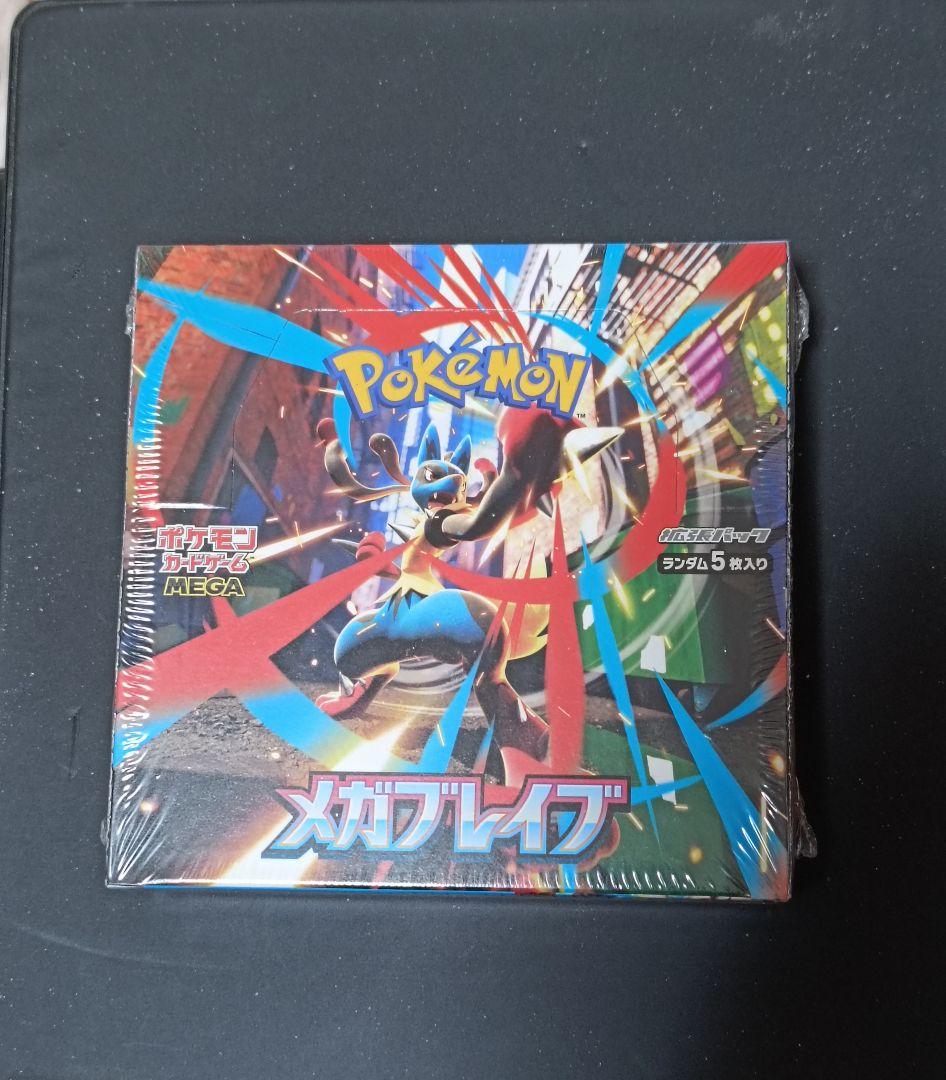 POKéMON
TM
ポケモン
カードゲーム
MEGA
拡張パック
ランダム5枚入り
メガブレイブ